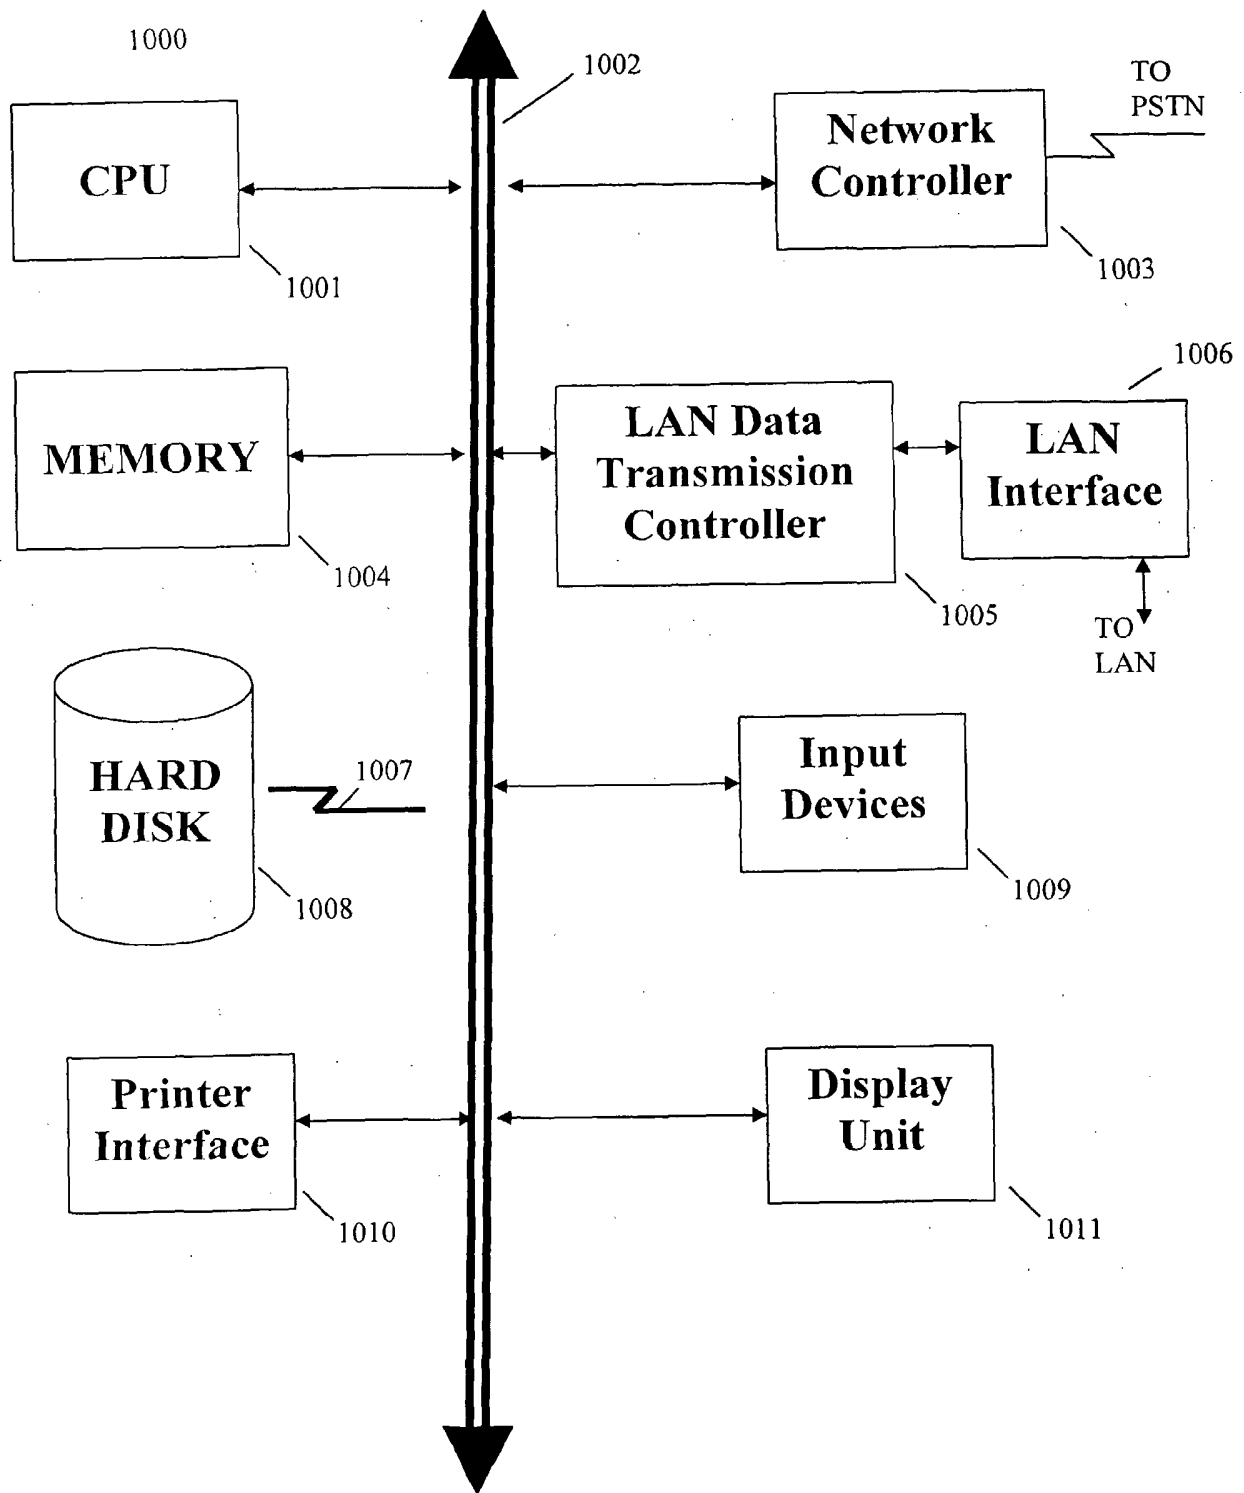 1000
1002
TO
PSTN
CPU
1001
Network
Controller
1003
MEMORY
1004
LAN Data
Transmission
Controller
1005
1006
LAN
Interface
TO
LAN
HARD
DISK
1007
1008
Input
Devices
1009
Printer
Interface
1010
Display
Unit
1011